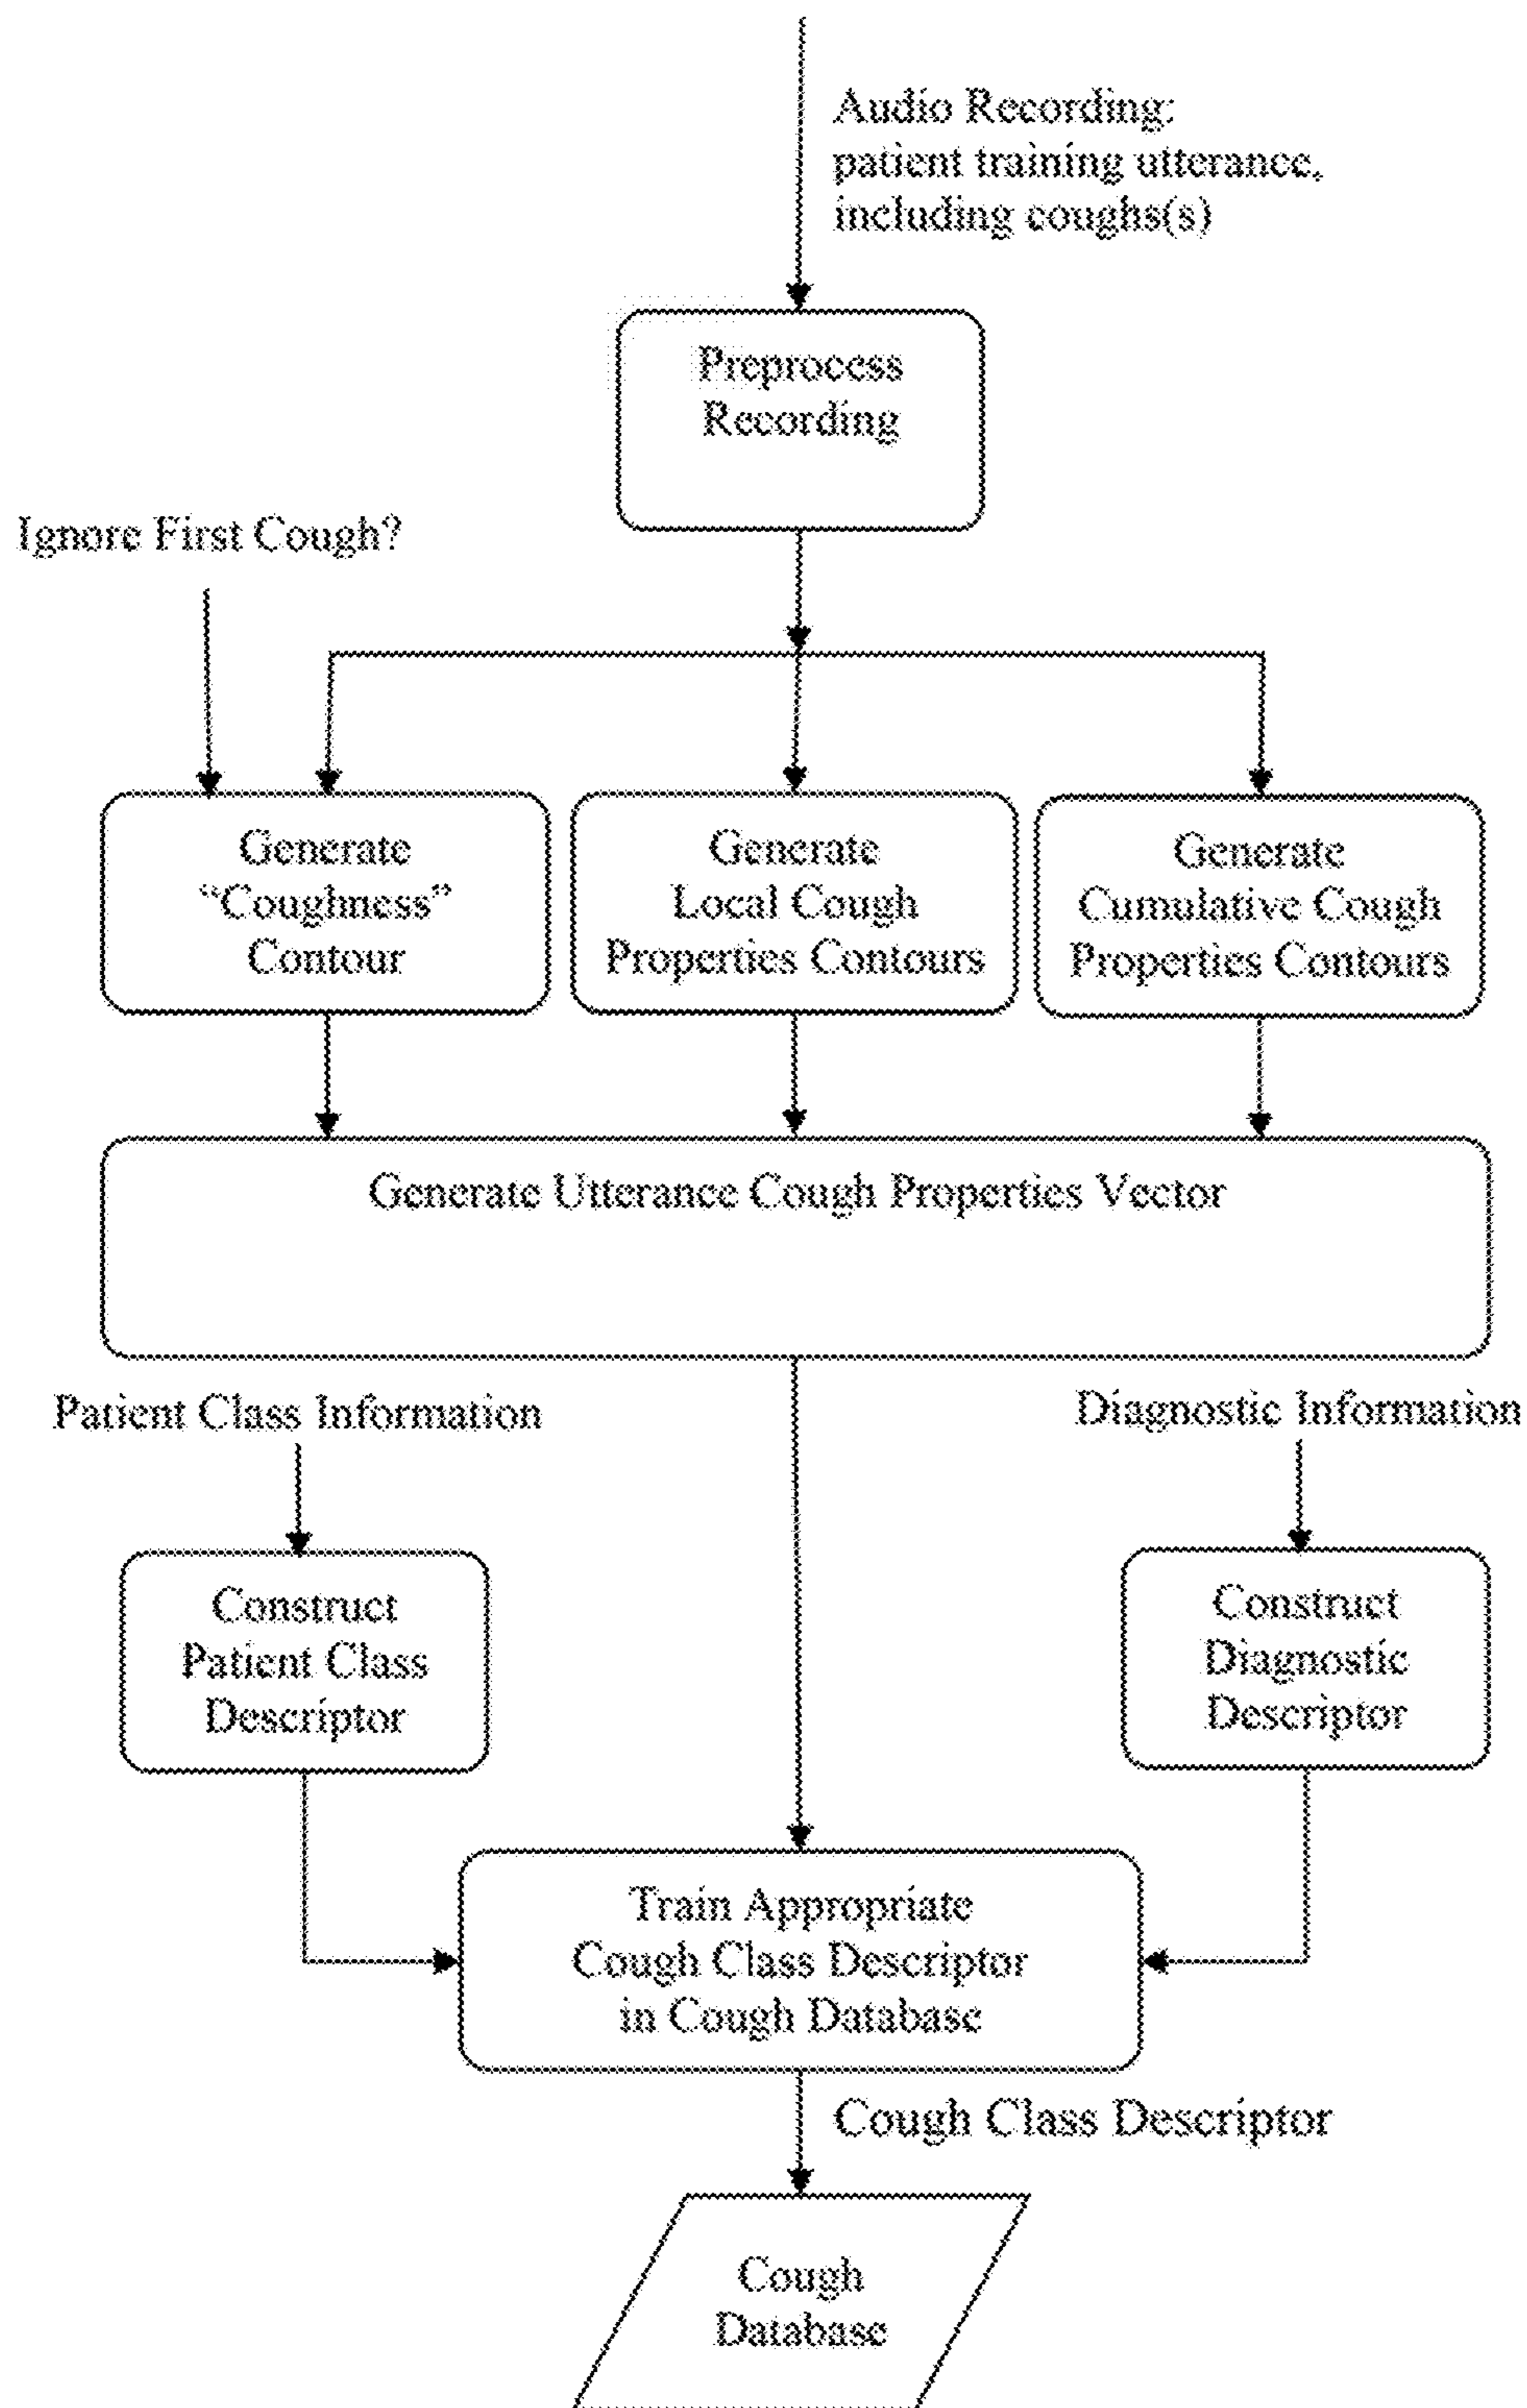 Audio Recording:
patient training utterance,
including coughs(s)
Preprocess
Recording
Ignore First Cough?
Generate
“Coughness”
Contour
Generate
Local Cough
Properties Contours
Generate
Cumulative Cough
Properties Contours
Generate Utterance Cough Properties Vector
Patient Class Information
Diagnostic Information
Construct
Patient Class
Descriptor
Construct
Diagnostic
Descriptor
Train Appropriate
Cough Class Descriptor
in Cough Database
Cough Class Descriptor
Cough
Database